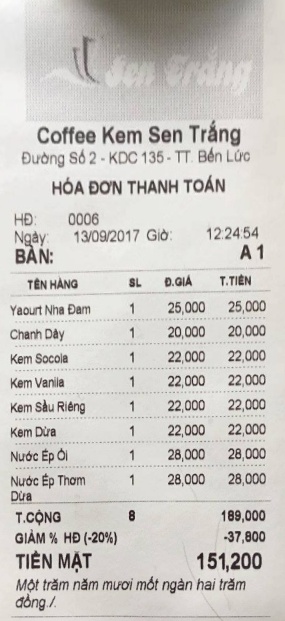 Sen Trắng
Coffee Kem Sen Trắng
Đường Số 2 - KDC 135 - TT. Bến Lức
HÓA ĐƠN THANH TOÁN
HĐ: 0006
Ngày: 13/09/2017 Giờ: 12:24:54
BÀN: A 1
TÊN HÀNG SL Đ.GIÁ T.TIỀN
Yaourt Nha Đam 1 25,000 25,000
Chanh Dây 1 20,000 20,000
Kem Socola 1 22,000 22,000
Kem Vanila 1 22,000 22,000
Kem Sầu Riêng 1 22,000 22,000
Kem Dừa 1 22,000 22,000
Nước Ép Ổi 1 28,000 28,000
Nước Ép Thơm 1 28,000 28,000
Dừa
T.CỘNG 8 189,000
GIẢM % HĐ (-20%) -37,800
TIỀN MẶT 151,200
Một trăm năm mươi mốt ngàn hai trăm
đồng./.